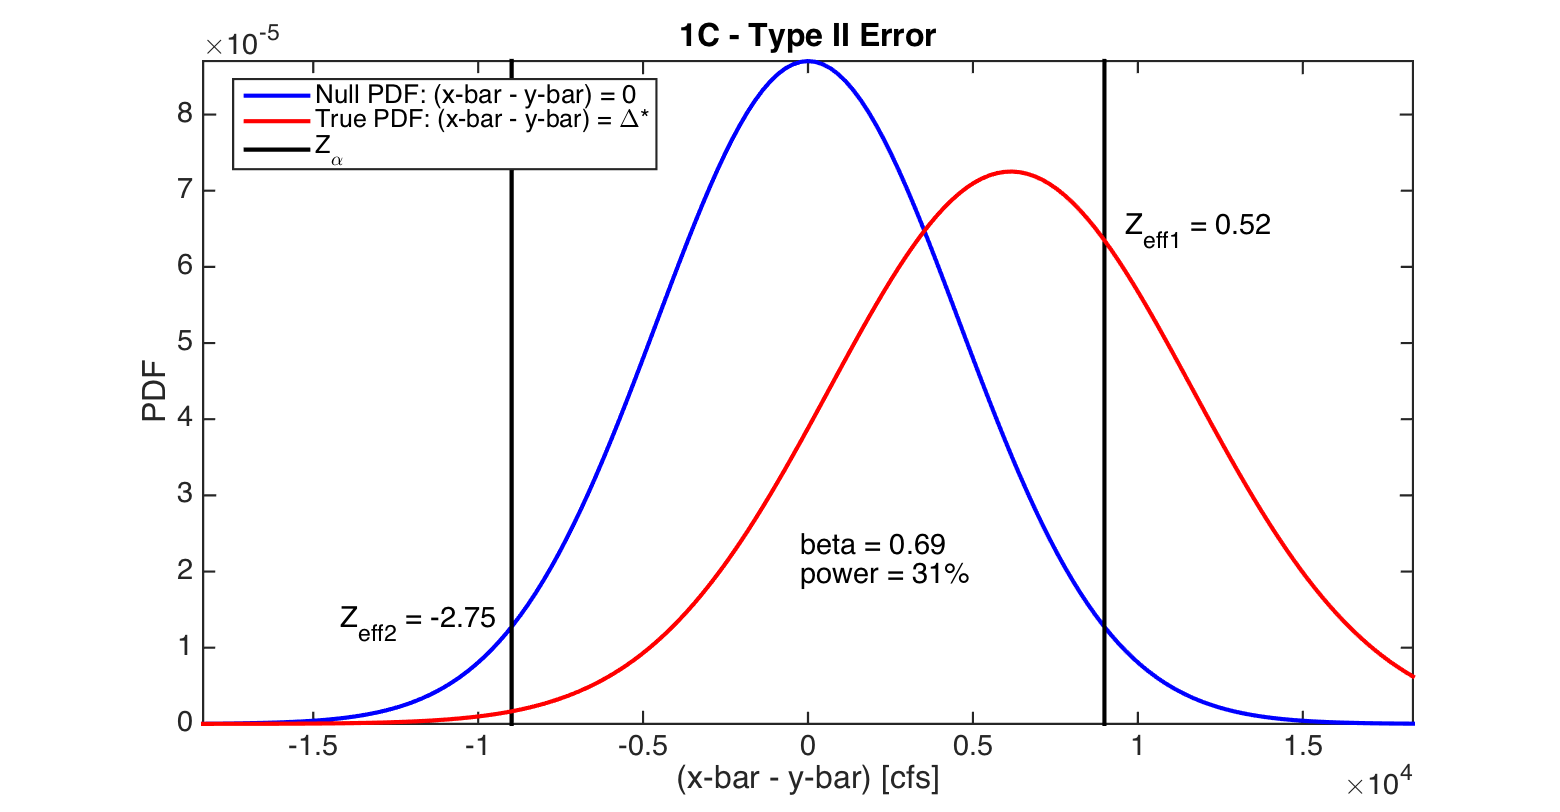 1C - Type II Error
×10^-5
Null PDF: (x-bar - y-bar) = 0
True PDF: (x-bar - y-bar) = Δ*
Z_α
8
7
6
5
4
3
2
1
0
PDF
Z_eff1 = 0.52
beta = 0.69
power = 31%
Z_eff2 = -2.75
-1.5 -1 -0.5 0 0.5 1 1.5
(x-bar - y-bar) [cfs]
×10^4